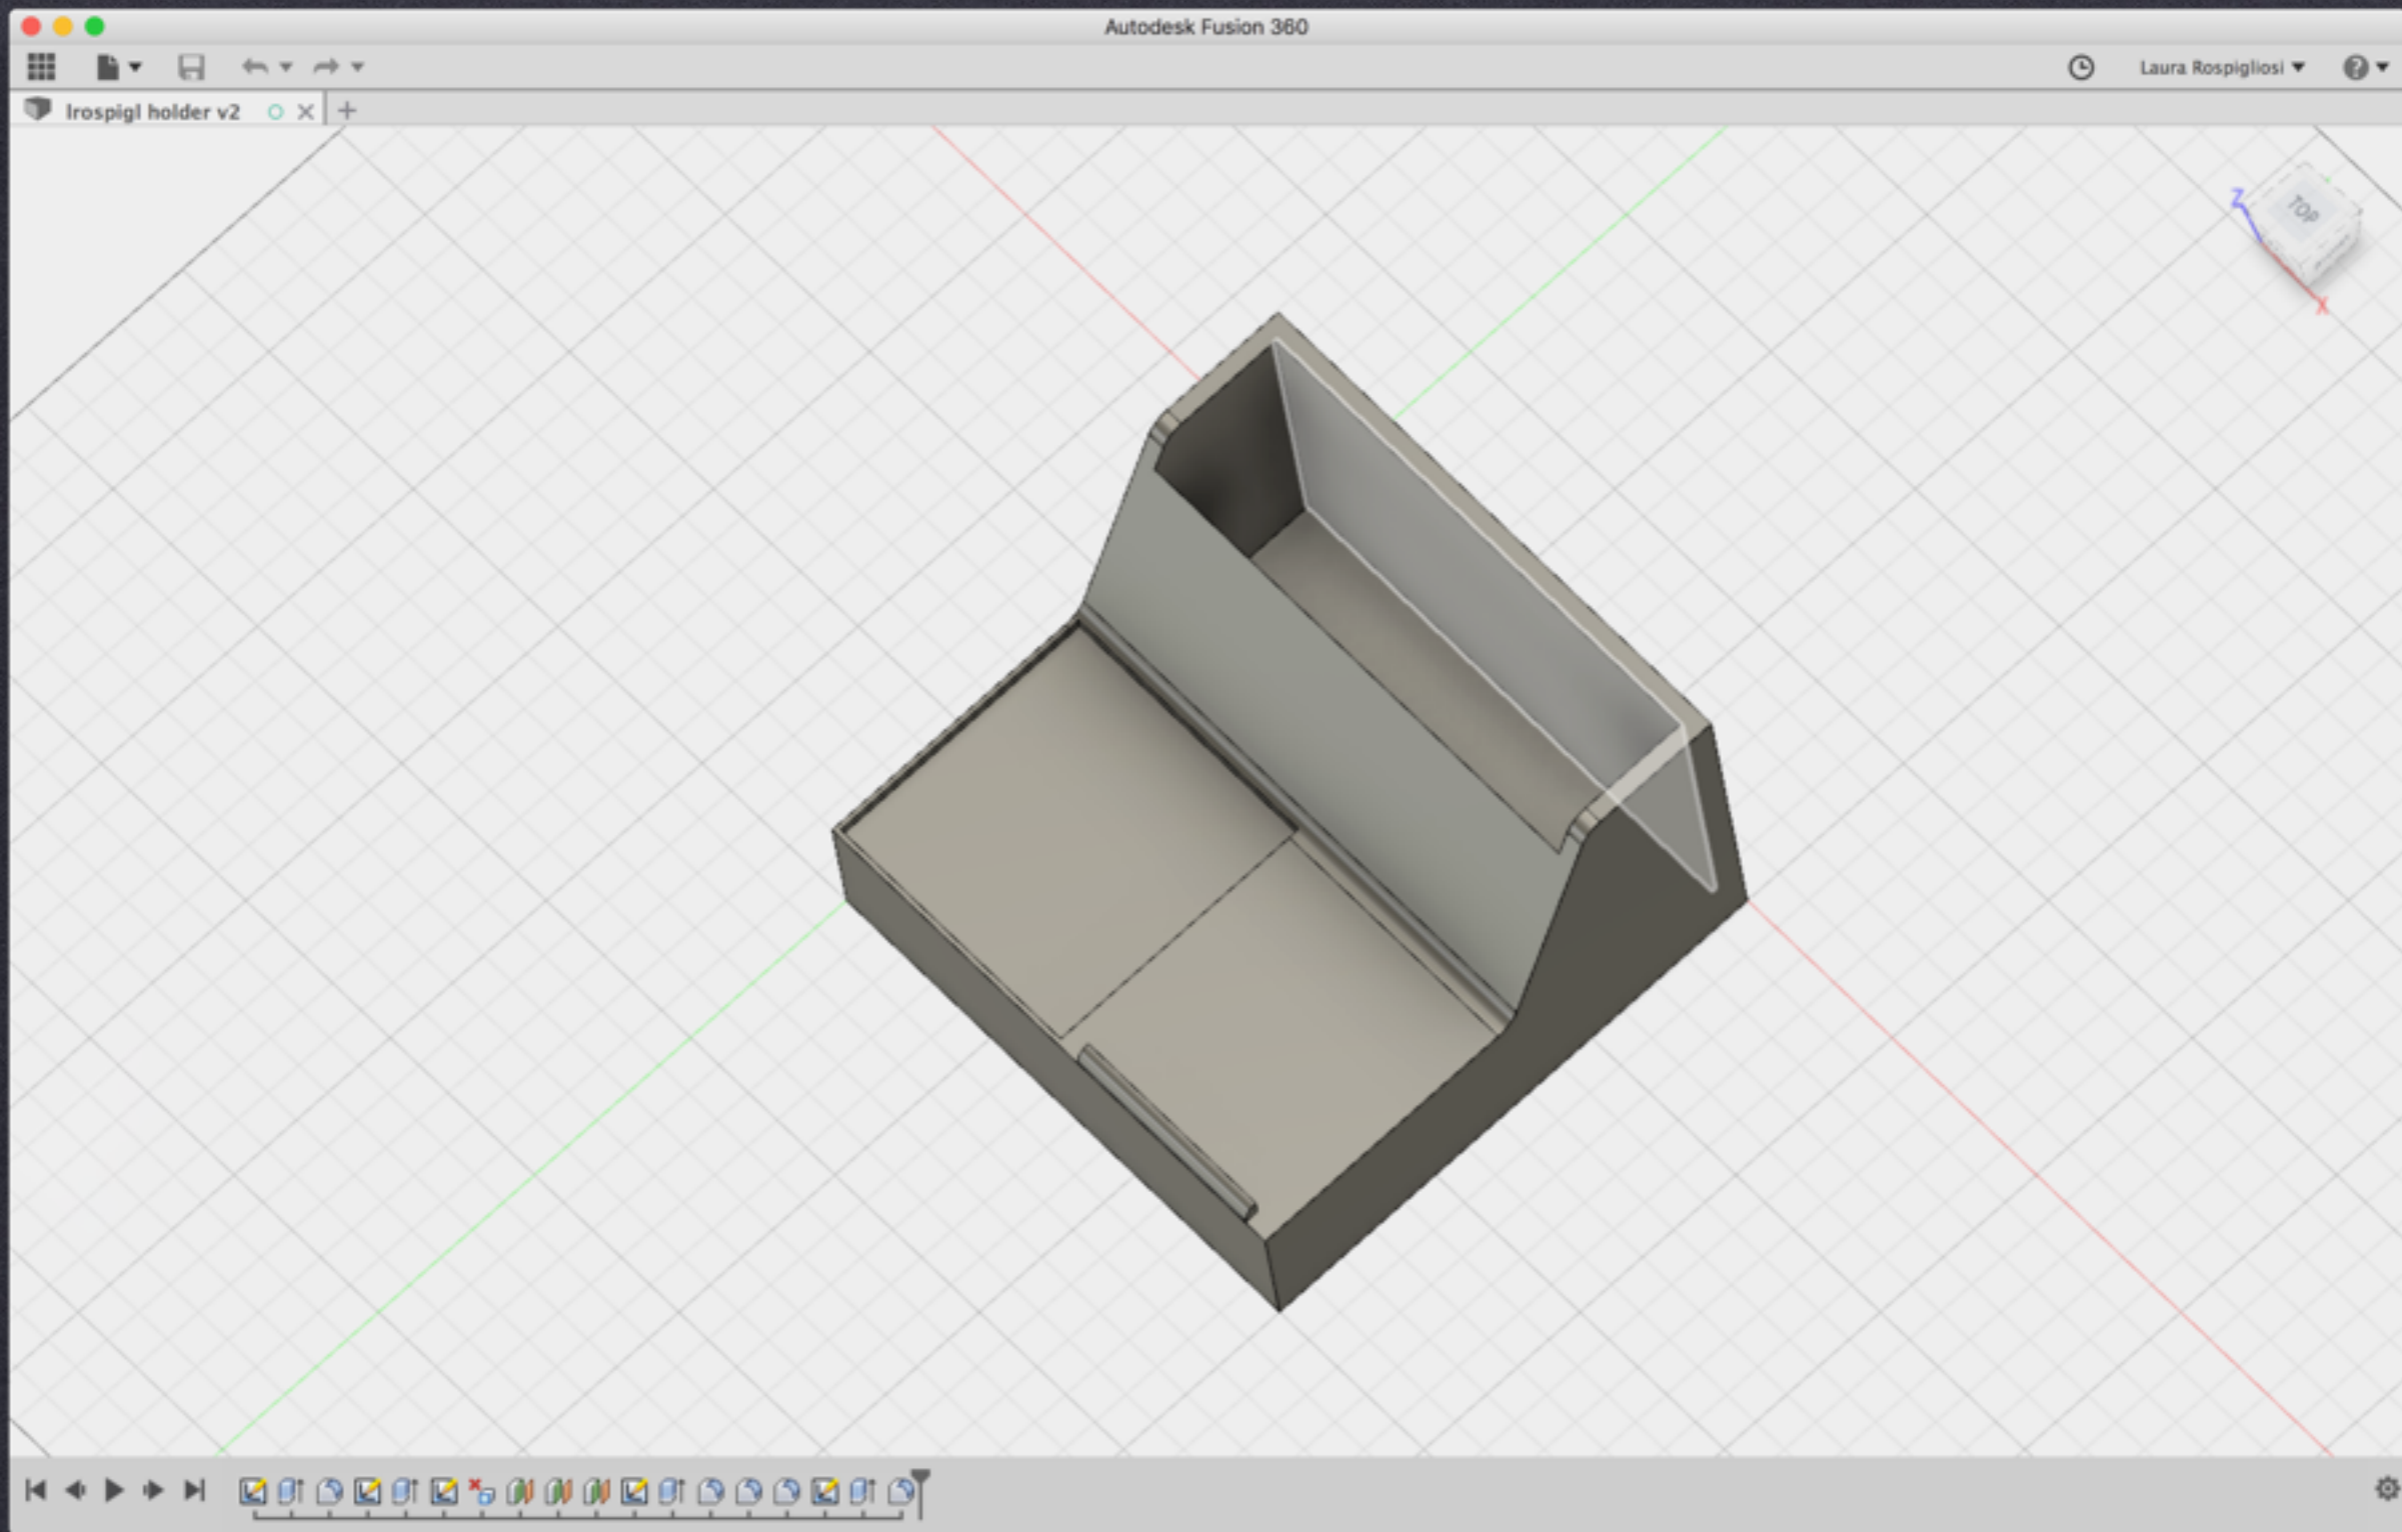 Autodesk Fusion 360
Laura Rospigliosi
lrospigl holder v2
TOP
Z
X